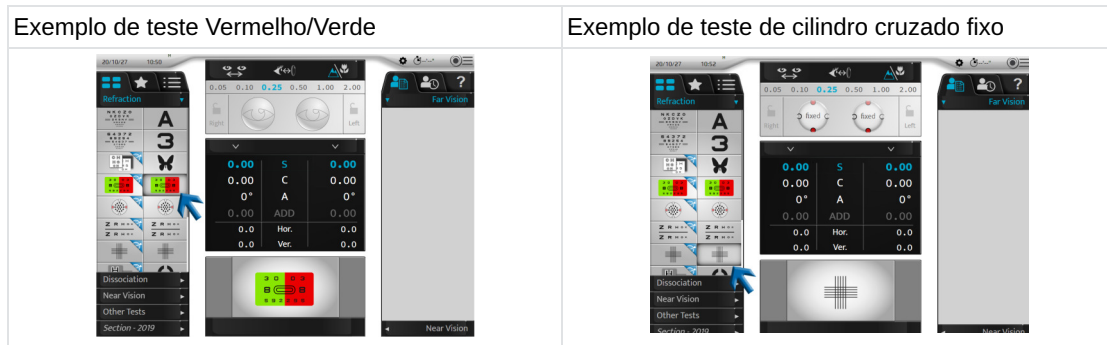 Exemplo de teste Vermelho/Verde
Exemplo de teste de cilindro cruzado fixo
20/10/27 10:50
0.05 0.10 0.25 0.50 1.00 2.00
Refraction
Far Vision
Right
Left
A
3
0.00 S 0.00
0.00 C 0.00
0° A 0°
0.00 ADD 0.00
0.0 Hor. 0.0
0.0 Ver. 0.0
Dissociation
Near Vision
Other Tests
Section - 2019
Near Vision
?
20/10/27 10:52
0.05 0.10 0.25 0.50 1.00 2.00
Refraction
Far Vision
Right
fixed
fixed
Left
A
3
0.00 S 0.00
0.00 C 0.00
0° A 0°
0.00 ADD 0.00
0.0 Hor. 0.0
0.0 Ver. 0.0
Dissociation
Near Vision
Other Tests
Section - 2019
Near Vision
?